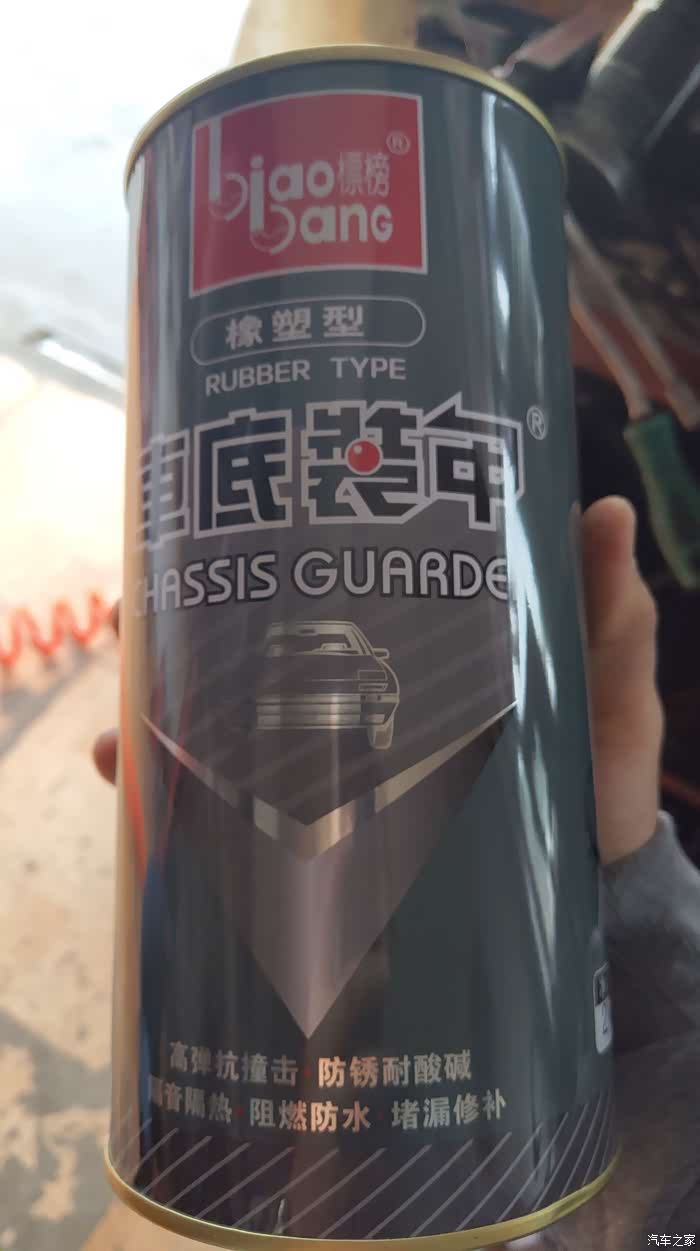 biao 标榜®
bang
橡塑型
RUBBER TYPE
車底装甲®
CHASSIS GUARDE
高弹抗撞击·防锈耐酸碱
隔音隔热·阻燃防水·堵漏修补
汽车之家